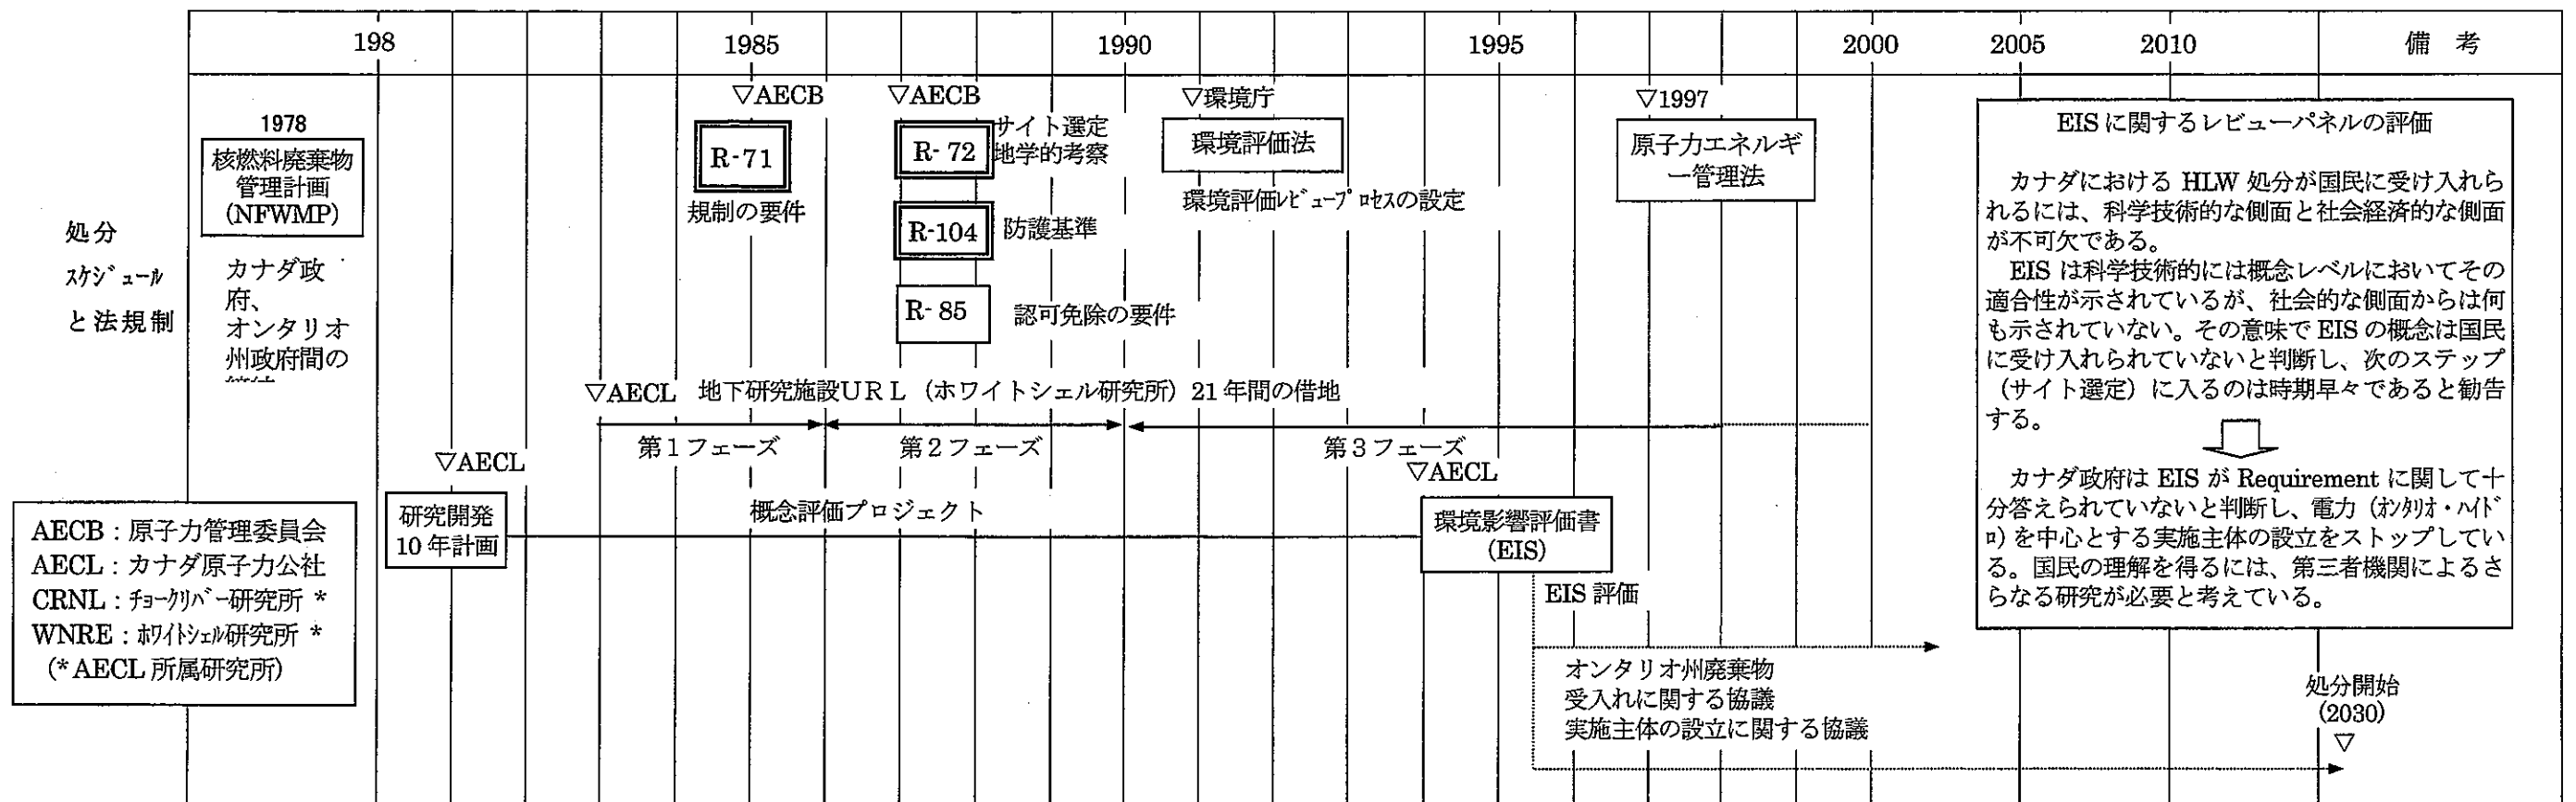 198
1985
1990
1995
2000
2005
2010
備 考
処分
スケジュール
と法規制
1978
核燃料廃棄物
管理計画
(NFWMP)
カナダ政
府、
オンタリオ
州政府間の
▽AECB
R-71
規制の要件
▽AECB
R-72
サイト選定
地学的考察
R-104
防護基準
R-85
認可免除の要件
▽環境庁
環境評価法
環境評価レビュープロセスの設定
▽1997
原子力エネルギ
ー管理法
▽AECL 地下研究施設URL（ホワイトシェル研究所）21年間の借地
第1フェーズ
第2フェーズ
第3フェーズ
▽AECL
研究開発
10年計画
概念評価プロジェクト
▽AECL
環境影響評価書
(EIS)
EIS 評価
オンタリオ州廃棄物
受入れに関する協議
実施主体の設立に関する協議
処分開始
(2030)
▽
AECB：原子力管理委員会
AECL：カナダ原子力公社
CRNL：チョークリバー研究所 *
WNRE：ホワイトシェル研究所 *
(*AECL 所属研究所)
EIS に関するレビューパネルの評価
カナダにおける HLW 処分が国民に受け入れら
れるには、科学技術的な側面と社会経済的な側面
が不可欠である。
EIS は科学技術的には概念レベルにおいてその
適合性が示されているが、社会的な側面からは何
も示されていない。その意味で EIS の概念は国民
に受け入れられていないと判断し、次のステップ
（サイト選定）に入るのは時期早々であると勧告
する。
カナダ政府は EIS が Requirement に関して十
分答えられていないと判断し、電力（オンタリオ・ハイド
ロ）を中心とする実施主体の設立をストップしてい
る。国民の理解を得るには、第三者機関によるさ
らなる研究が必要と考えている。